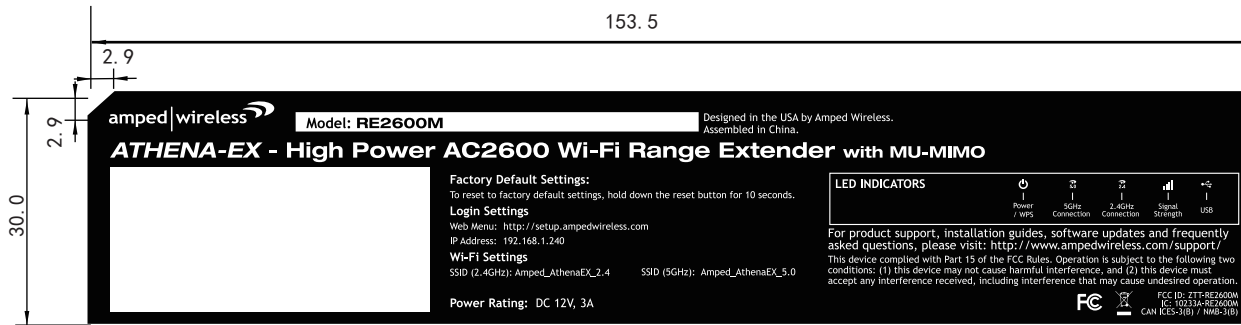 153.5
2.9
2.9
30.0
amped wireless
Model: RE2600M
Designed in the USA by Amped Wireless.
Assembled in China.
ATHENA-EX - High Power AC2600 Wi-Fi Range Extender with MU-MIMO
Factory Default Settings:
To reset to factory default settings, hold down the reset button for 10 seconds.
Login Settings
Web Menu: http://setup.ampedwireless.com
IP Address: 192.168.1.240
Wi-Fi Settings
SSID (2.4GHz): Amped_AthenaEX_2.4 SSID (5GHz): Amped_AthenaEX_5.0
Power Rating: DC 12V, 3A
LED INDICATORS
5.0 2.4
Power / WPS
5GHz Connection
2.4GHz Connection
Signal Strength
USB
For product support, installation guides, software updates and frequently
asked questions, please visit: http://www.ampedwireless.com/support/
This device complied with Part 15 of the FCC Rules. Operation is subject to the following two
conditions: (1) this device may not cause harmful interference, and (2) this device must
accept any interference received, including interference that may cause undesired operation.
FC
FCC ID: ZTT-RE2600M
IC: 10233A-RE2600M
CAN ICES-3(B) / NMB-3(B)